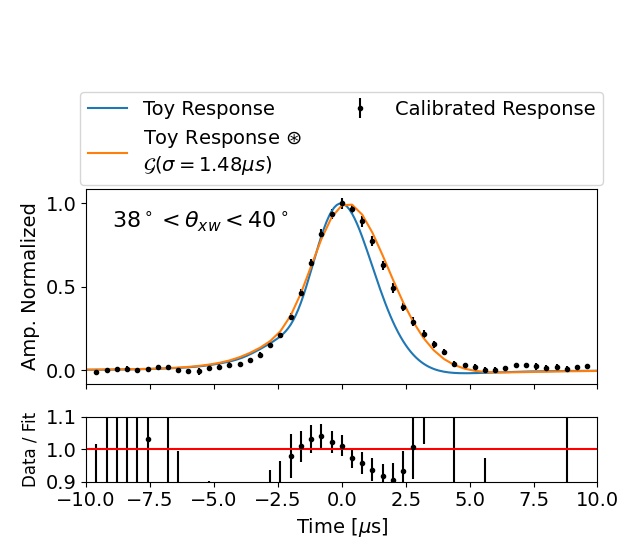 Toy Response
Calibrated Response
Toy Response ⊛
𝒢(σ = 1.48μs)
38° < θxw < 40°
Amp. Normalized
1.0
0.5
0.0
Data / Fit
1.1
1.0
0.9
−10.0 −7.5 −5.0 −2.5 0.0 2.5 5.0 7.5 10.0
Time [μs]